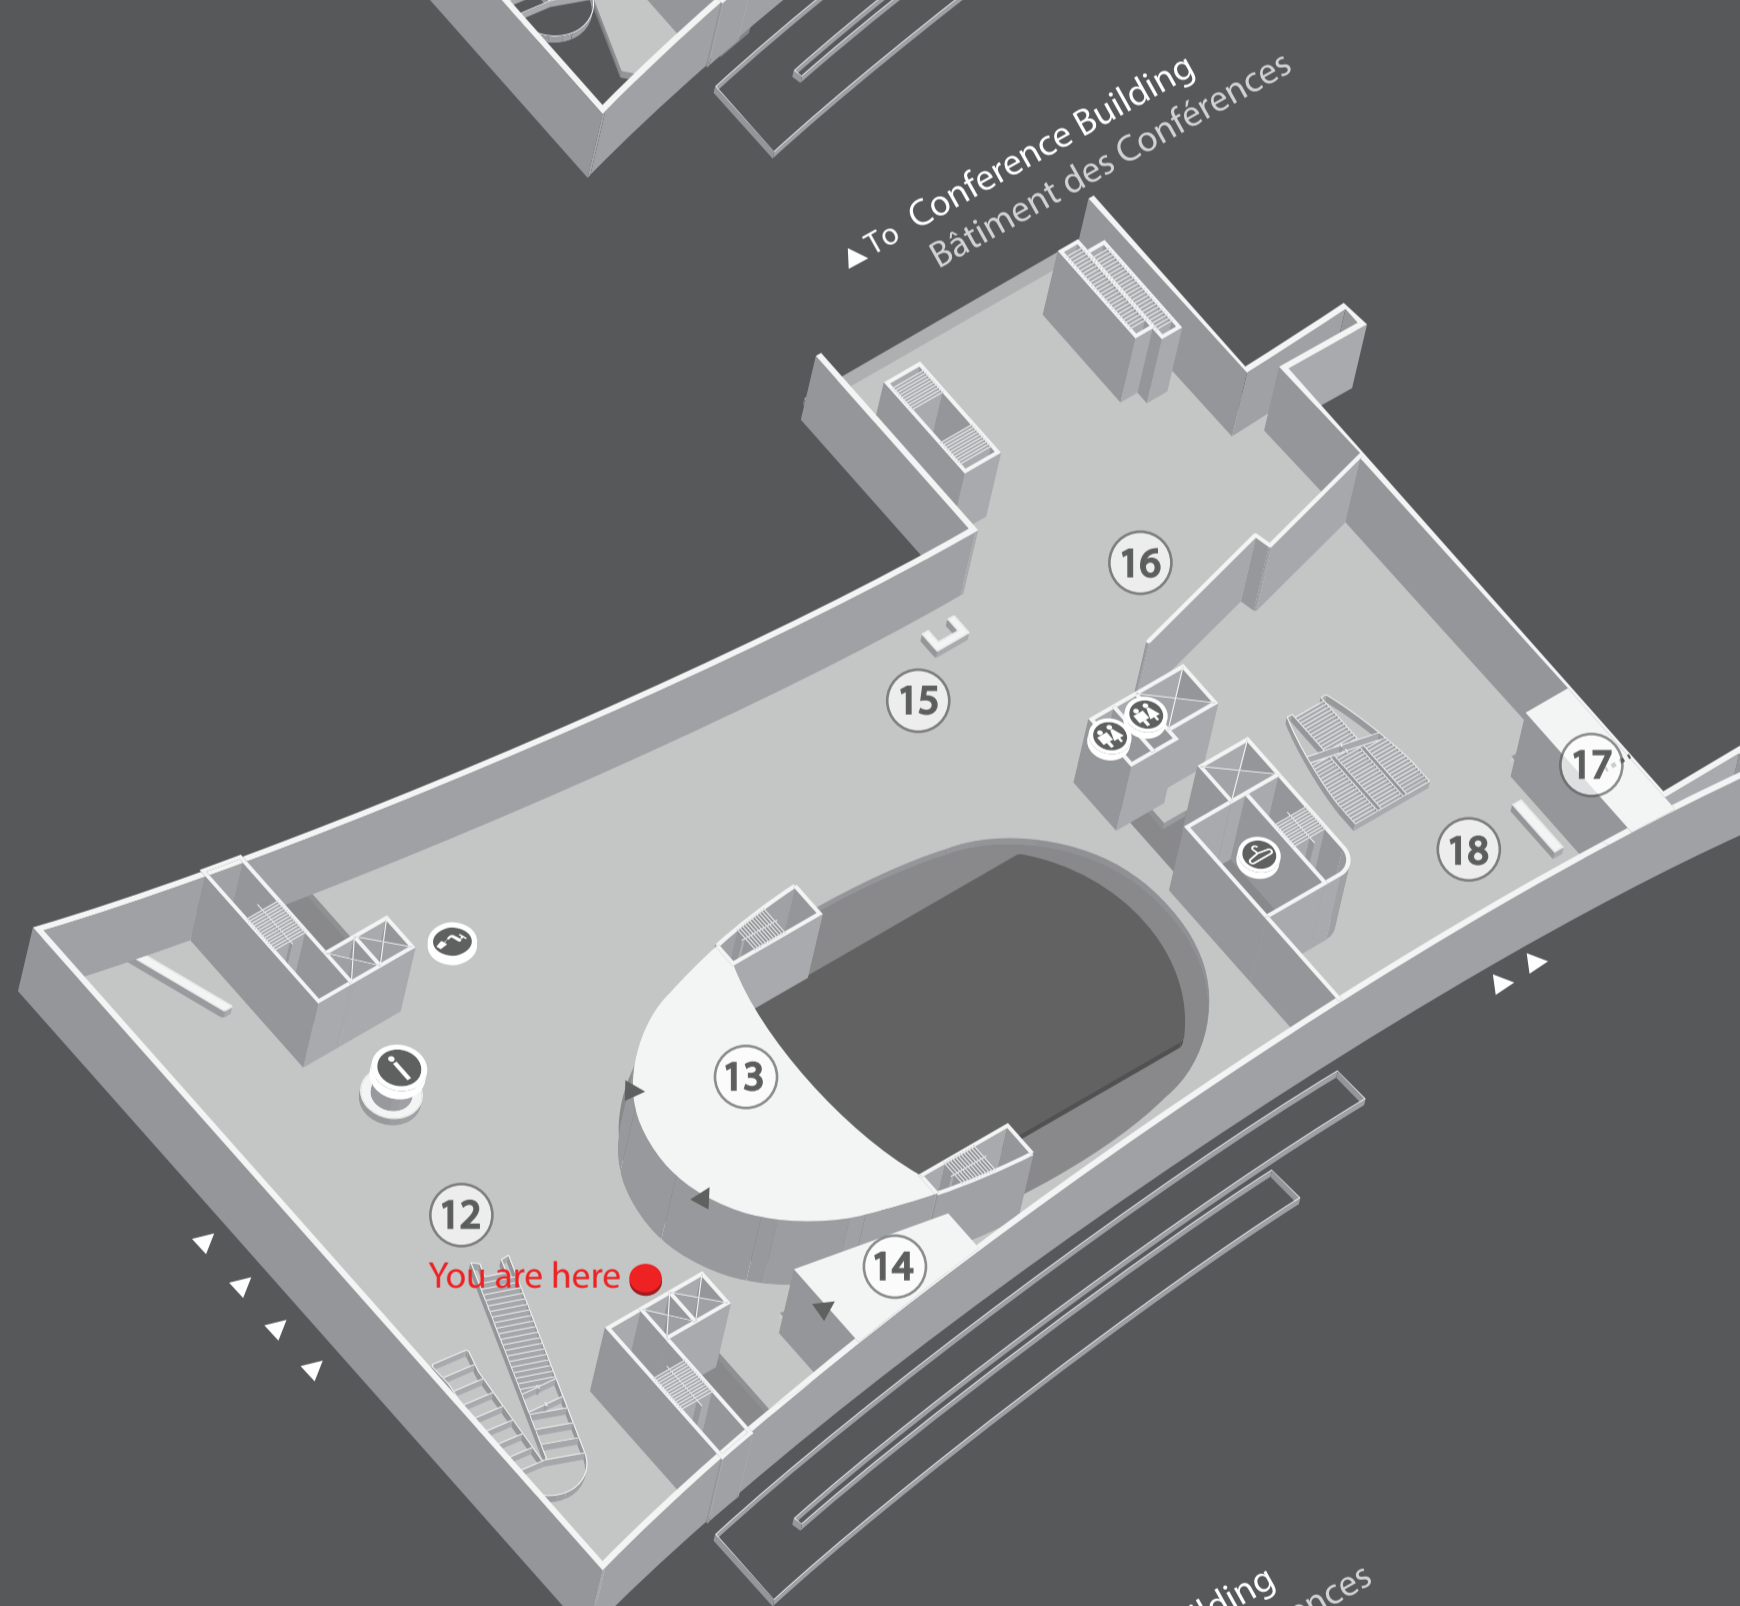 To Conference Building
Bâtiment des Conférences
16
15
17
18
i
13
12
You are here
14